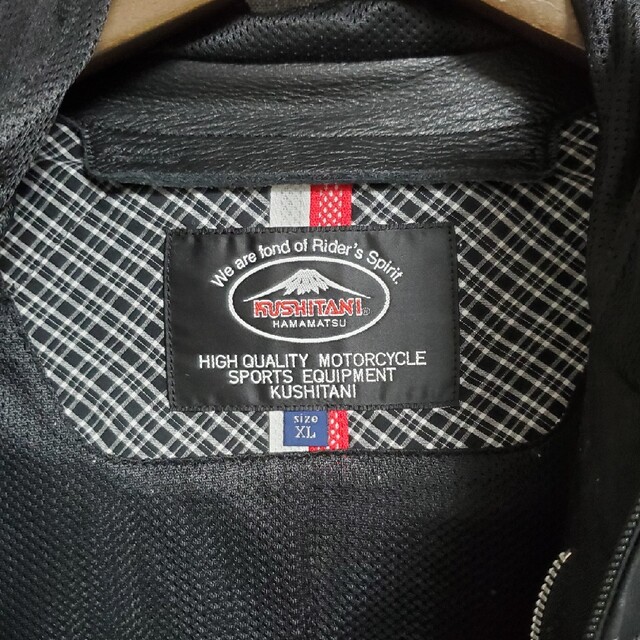 We are fond of Rider's Spirit.
KUSHITANI®
HAMAMATSU
HIGH QUALITY MOTORCYCLE
SPORTS EQUIPMENT
KUSHITANI
size
XL